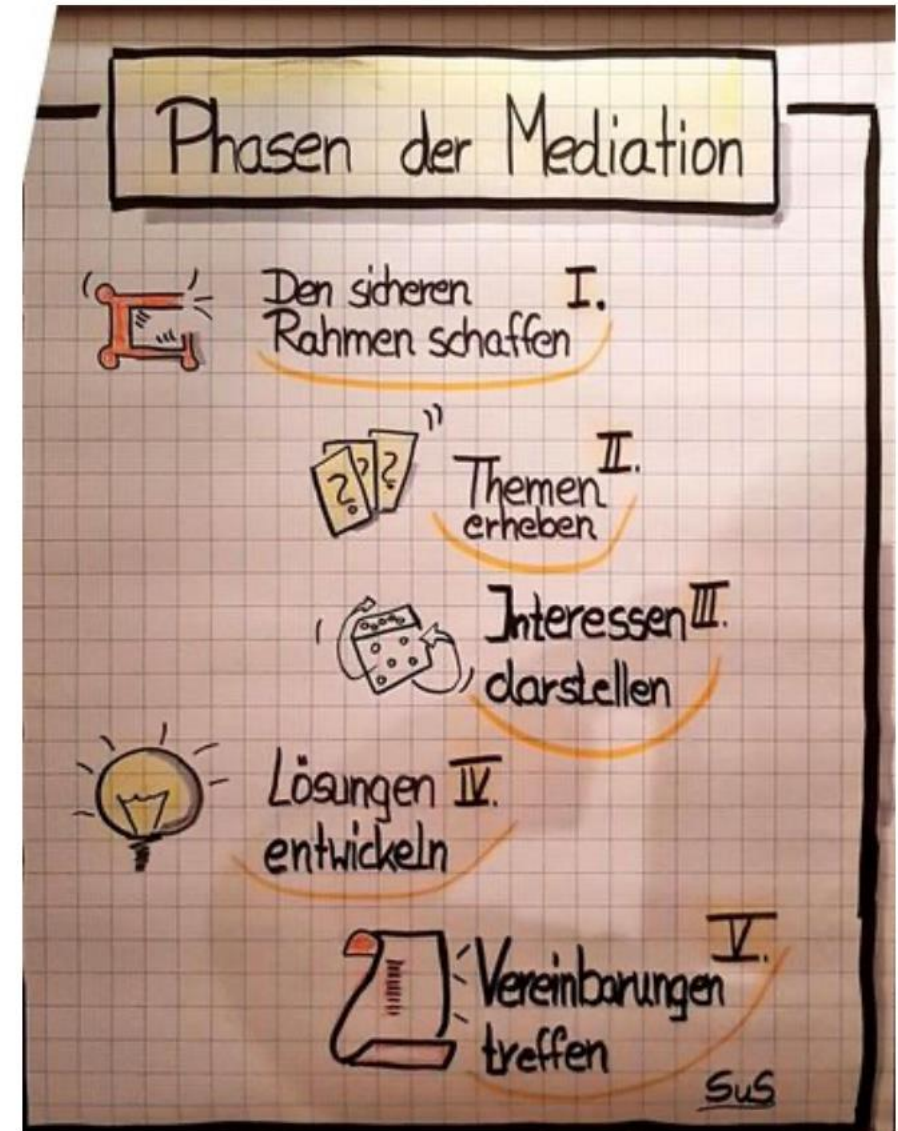 Phasen der Mediation
Den sicheren I.
Rahmen schaffen
? ? ?
II.
Themen
erheben
Interessen III.
darstellen
Lösungen IV.
entwickeln
V.
Vereinbarungen
treffen
SuS